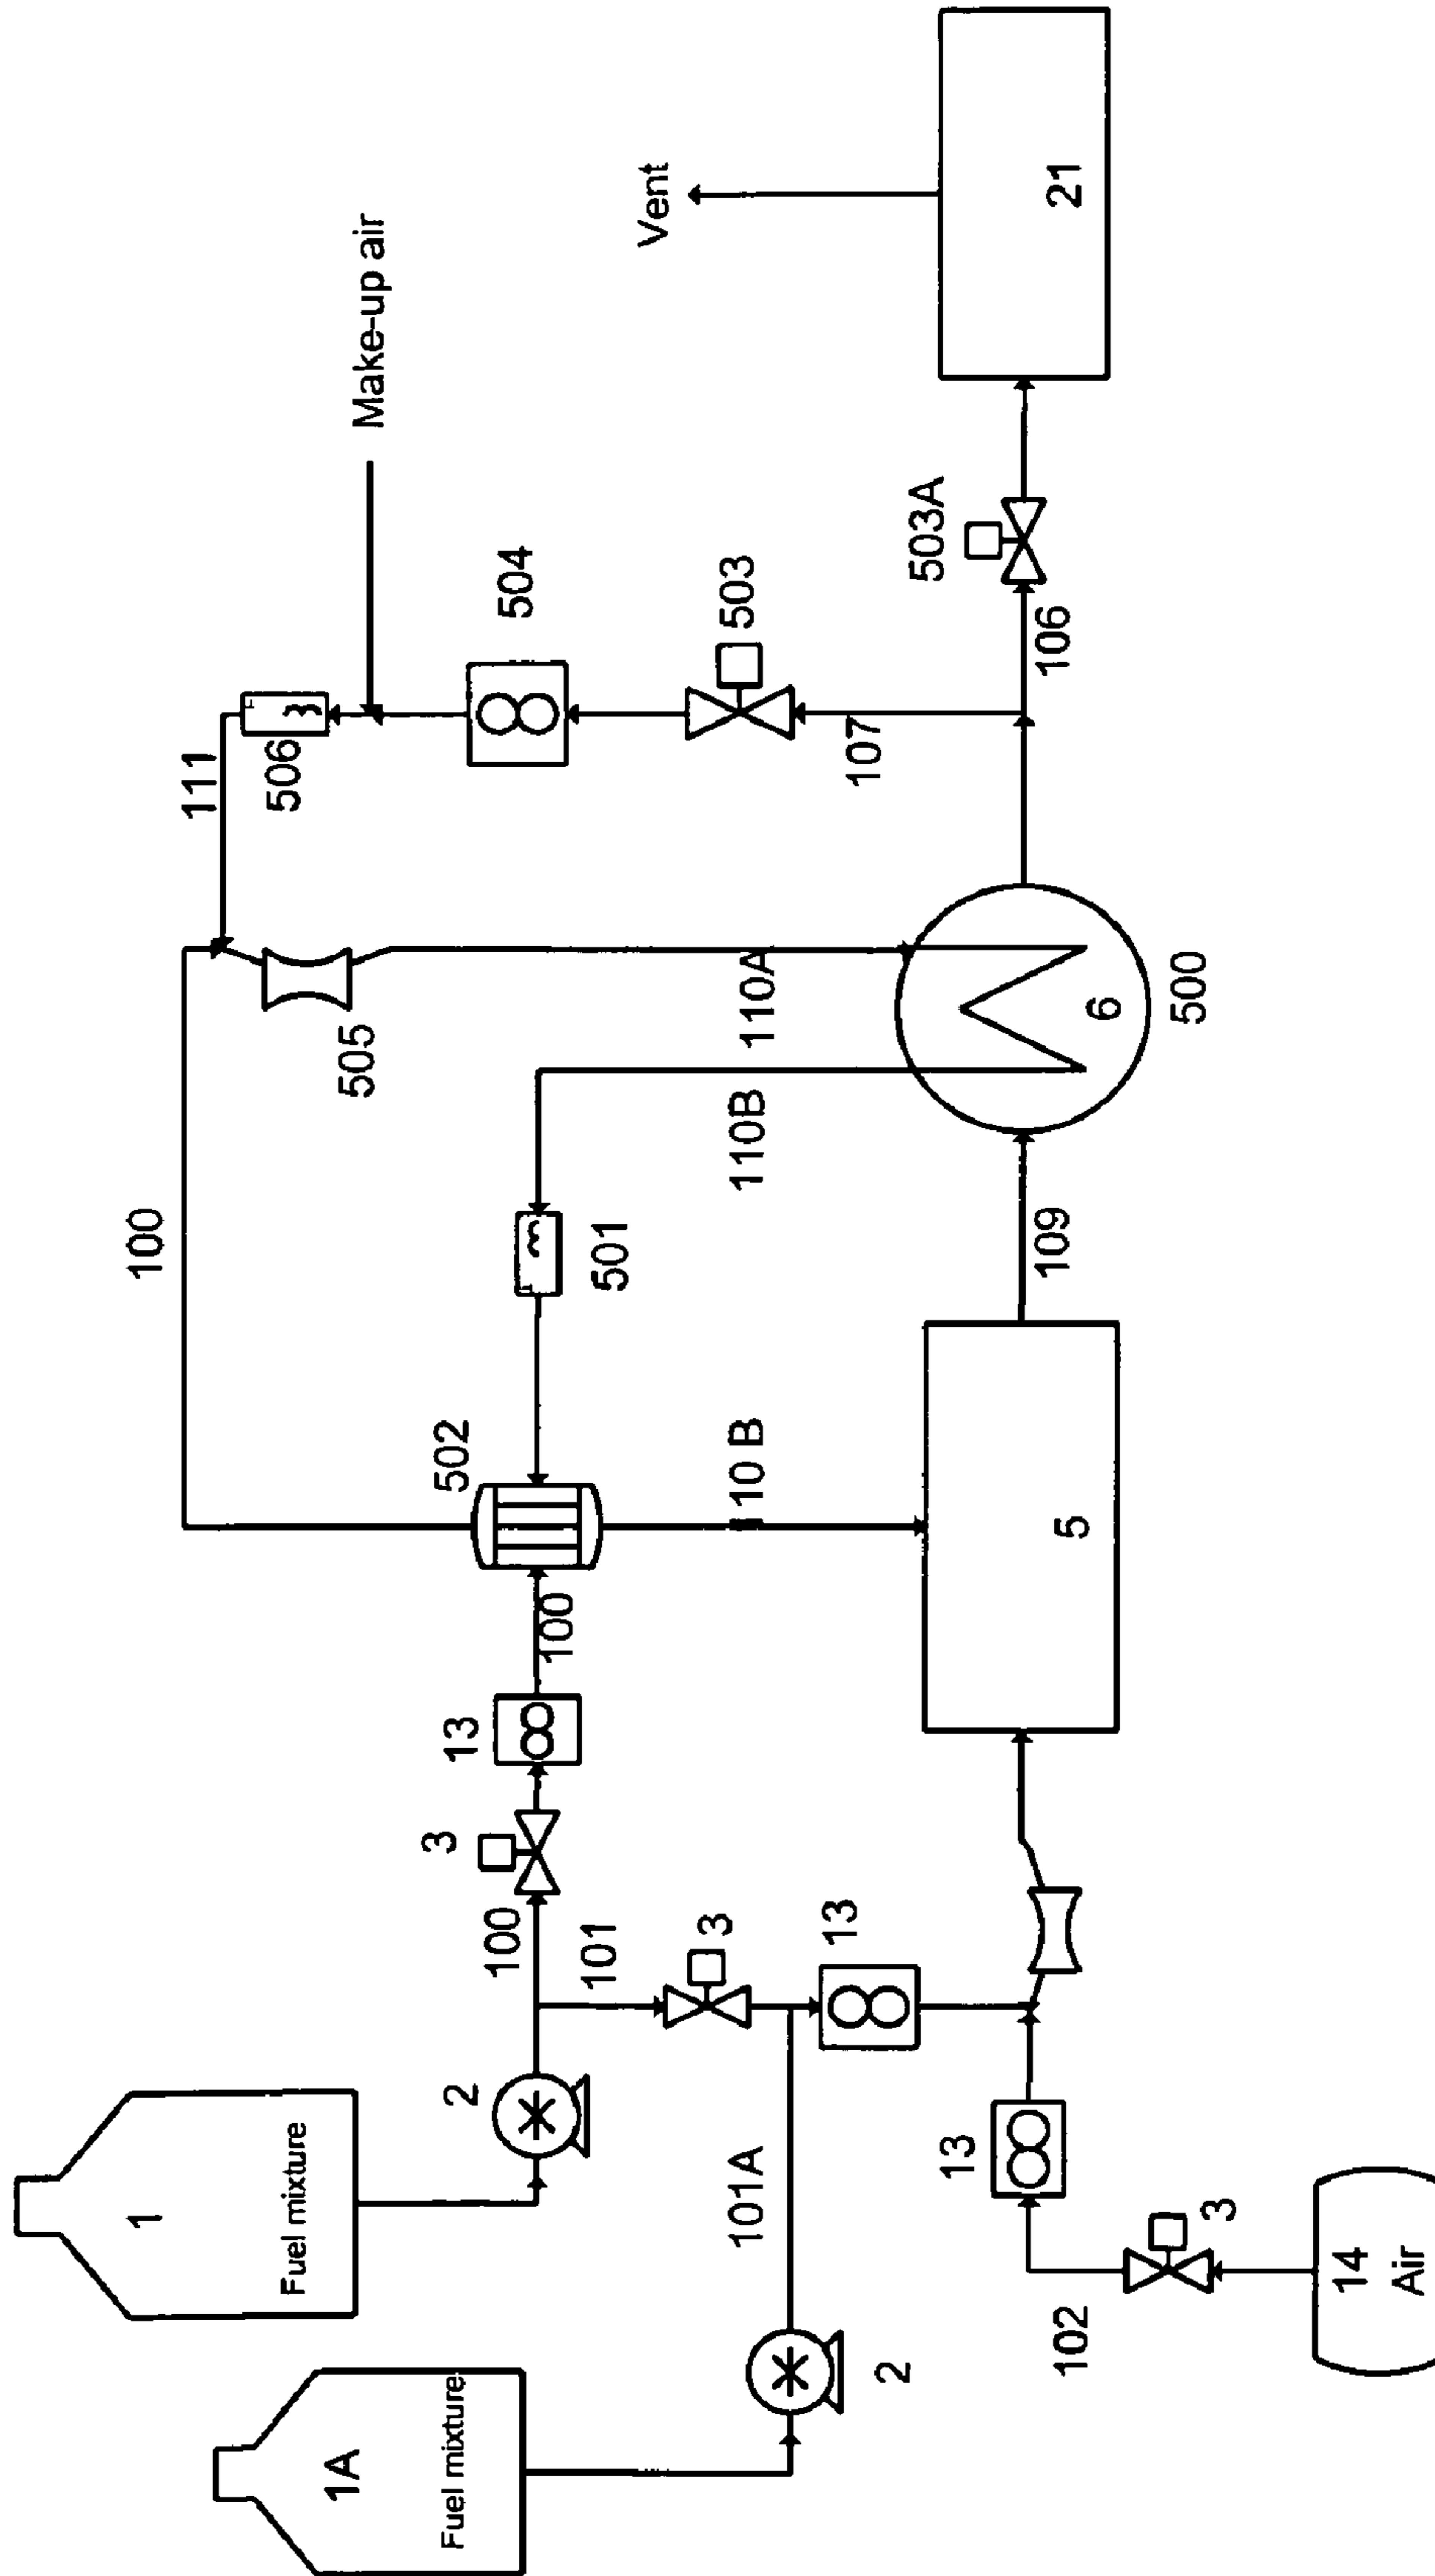 1
100
111
506
Fuel mixture
1A
505
Make-up air
Fuel mixture
2
3
13
502
100
504
100
101
501
Vent
3
503
101A
10 B
110B
110A
13
107
2
503A
13
109
106
21
102
5
6
500
3
14
Air